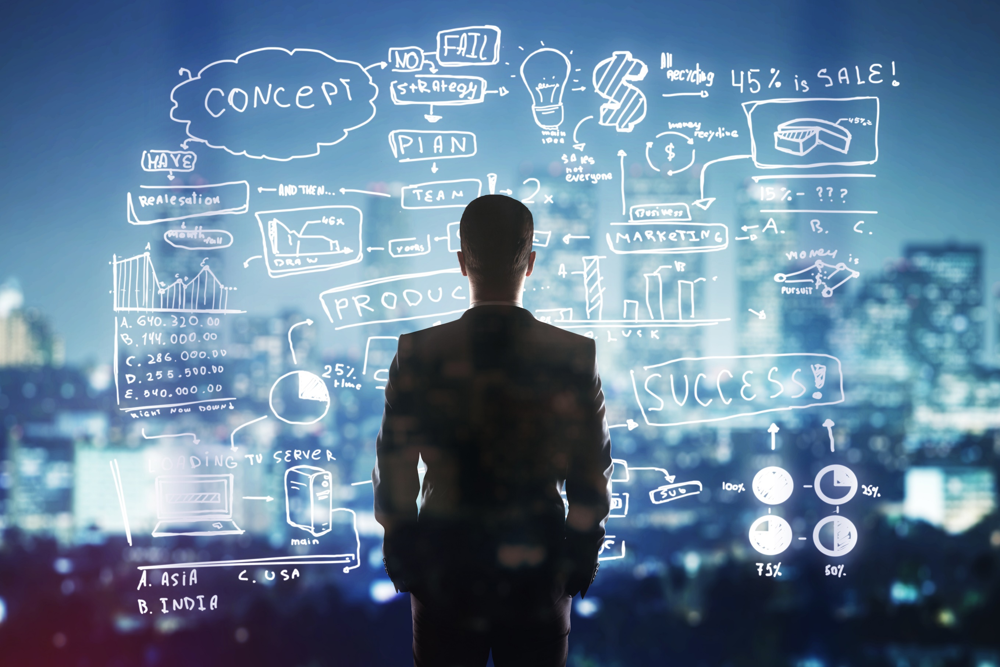 CONCEPT
NO
FAIL
STRATEGY
main
idea
All
Recycling
45% is SALE!
45%
money
recycling
HAVE
PLAN
SALES
not
everyone
Realesation
AND THEN...
TEAM
2x
15% - ???
Business
MARKETING
A. B. C.
month
fall
46x
DRAW
yours
A
B
C
D
E
money is
$
PURSUIT
PRODUC
A
B
c
LUCK
A. 640.320.00
B. 144.000.00
C. 286.000.00
D. 255.500.00
E. 540.000.00
RIGHT NOW DOWN
25%
time
SUCCESS!
LOADING TU SERVER
main
SUB
100%
25%
75%
50%
A. ASIA
C. USA
B. INDIA